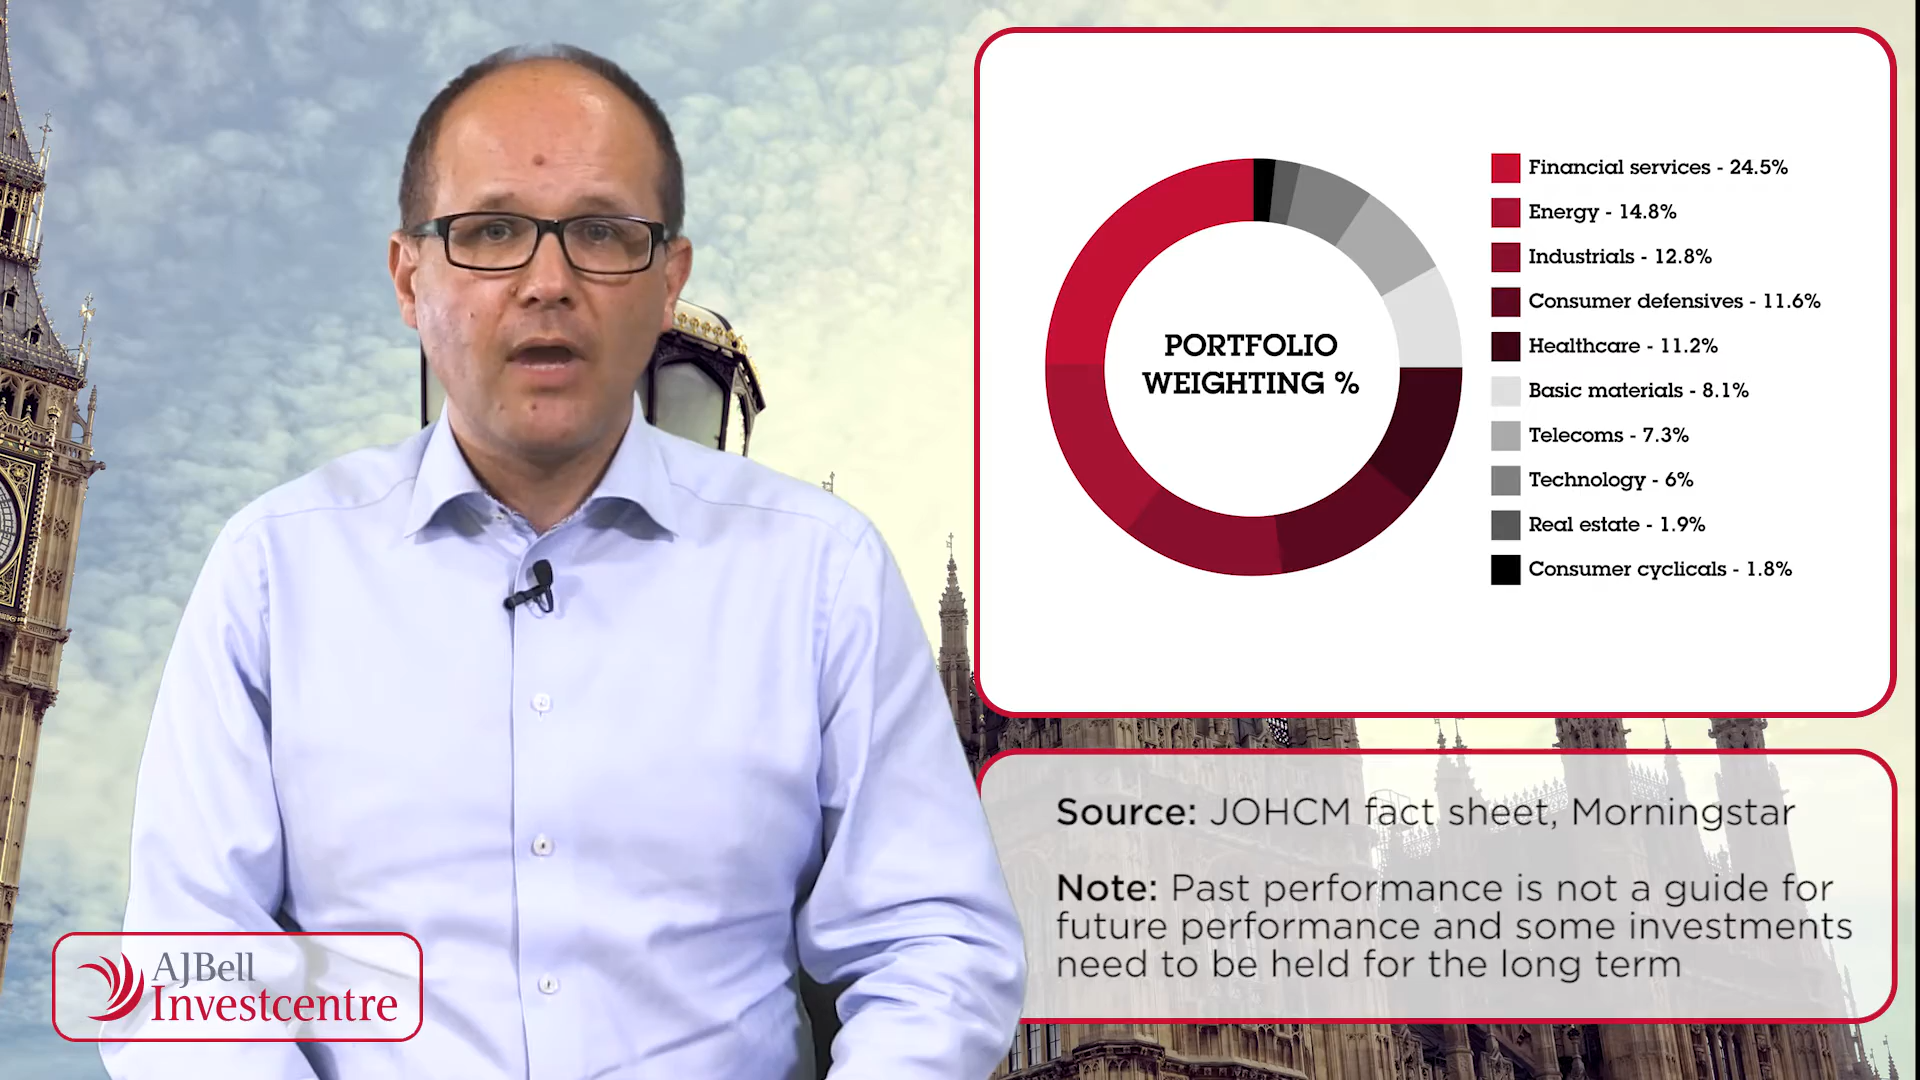 PORTFOLIO
WEIGHTING %
Financial services - 24.5%
Energy - 14.8%
Industrials - 12.8%
Consumer defensives - 11.6%
Healthcare - 11.2%
Basic materials - 8.1%
Telecoms - 7.3%
Technology - 6%
Real estate - 1.9%
Consumer cyclicals - 1.8%
Source: JOHCM fact sheet, Morningstar
Note: Past performance is not a guide for
future performance and some investments
need to be held for the long term
AJBell
Investcentre